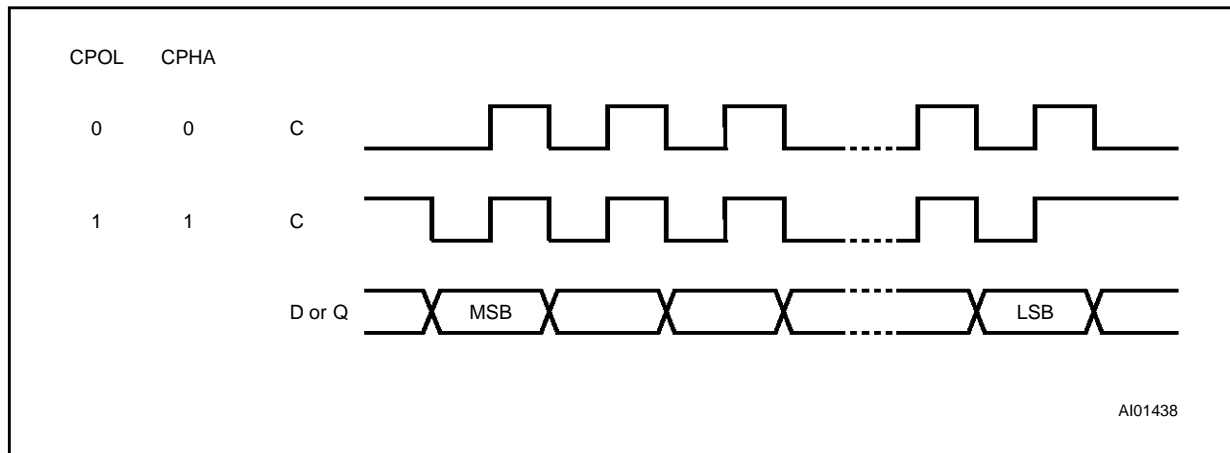 CPOL CPHA
0 0 C
1 1 C
D or Q MSB LSB
AI01438